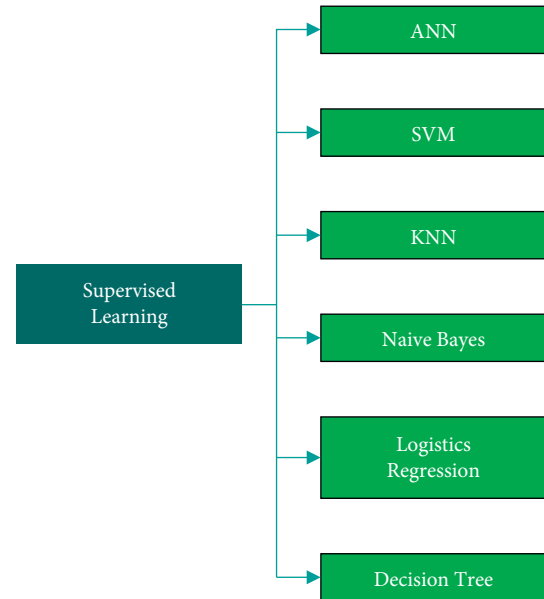 ANN
SVM
KNN
Supervised
Learning
Naive Bayes
Logistics
Regression
Decision Tree